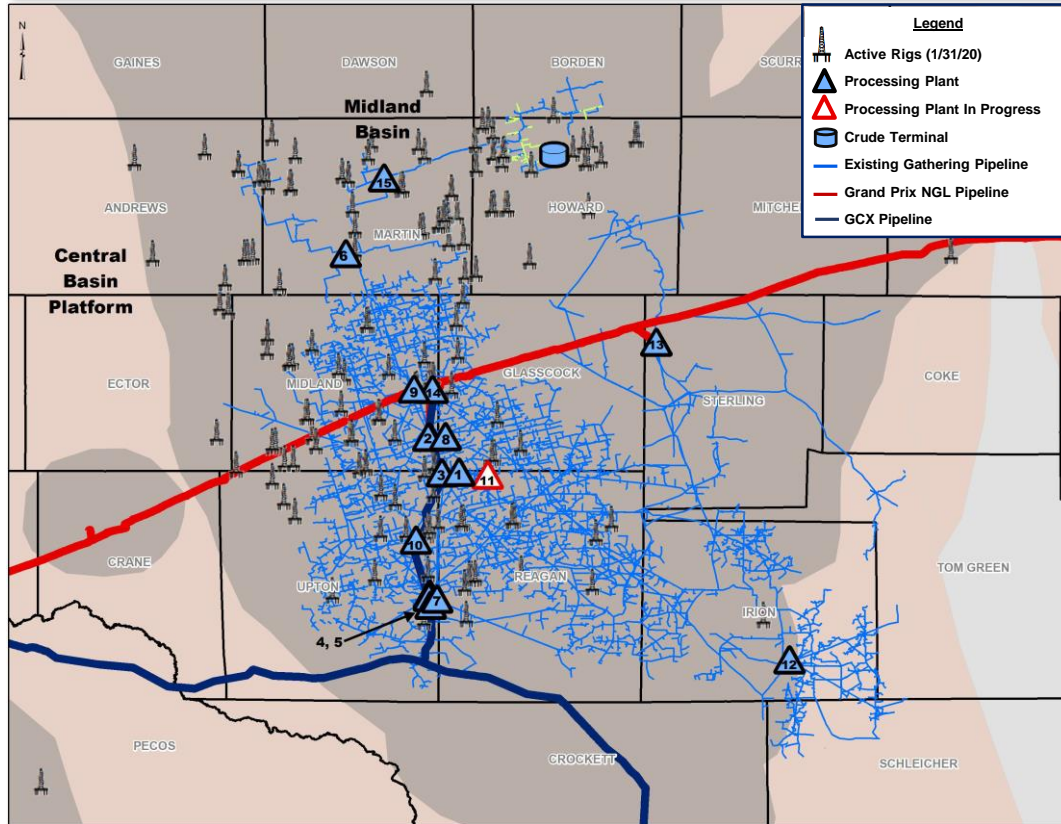 N
GAINES
DAWSON
BORDEN
SCURR
Midland
Basin
15
ANDREWS
HOWARD
MITCHE
MARTIN
6
Central
Basin
Platform
13
ECTOR
MIDLAND
GLASSCOCK
COKE
9
14
STERLING
2
8
3
1
11
10
CRANE
UPTON
REAGAN
TOM GREEN
7
IRION
4, 5
12
PECOS
CROCKETT
SCHLEICHER
Legend
Active Rigs (1/31/20)
Processing Plant
Processing Plant In Progress
Crude Terminal
Existing Gathering Pipeline
Grand Prix NGL Pipeline
GCX Pipeline